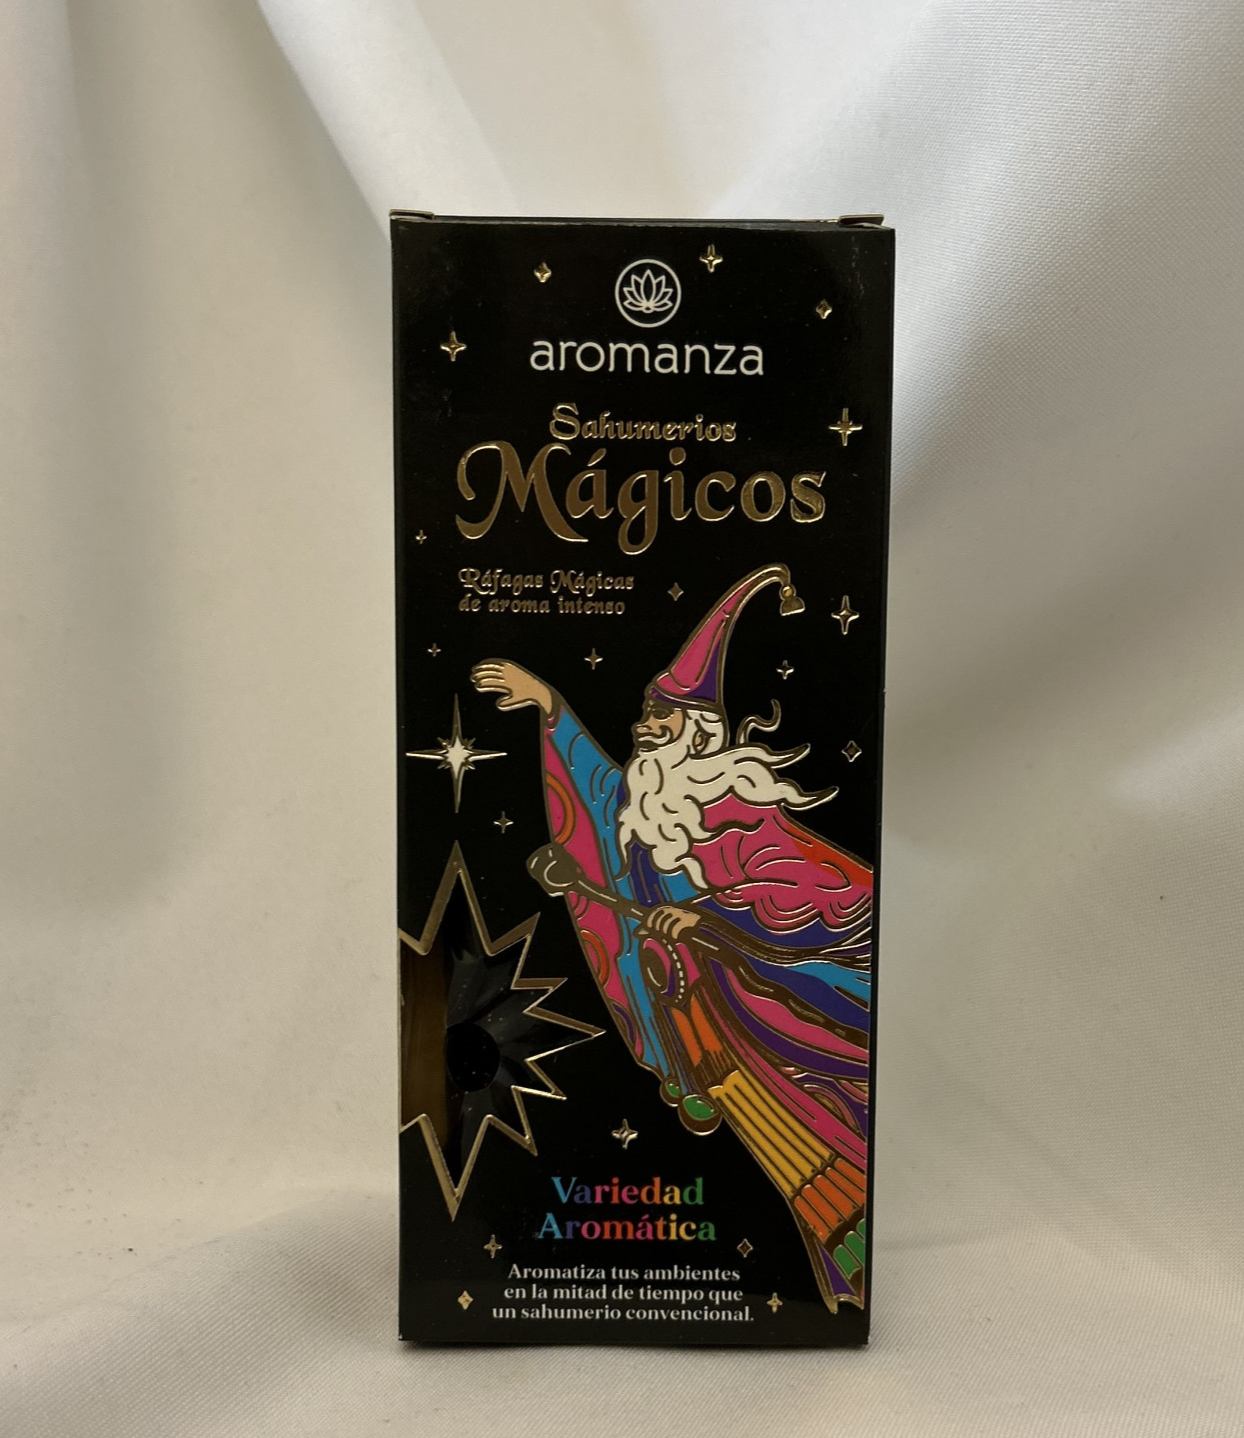 aromanza
Sahumerios
Mágicos
Ráfagas Mágicas
de aroma intenso
Variedad
Aromática
Aromatiza tus ambientes
en la mitad de tiempo que
un sahumerio convencional.